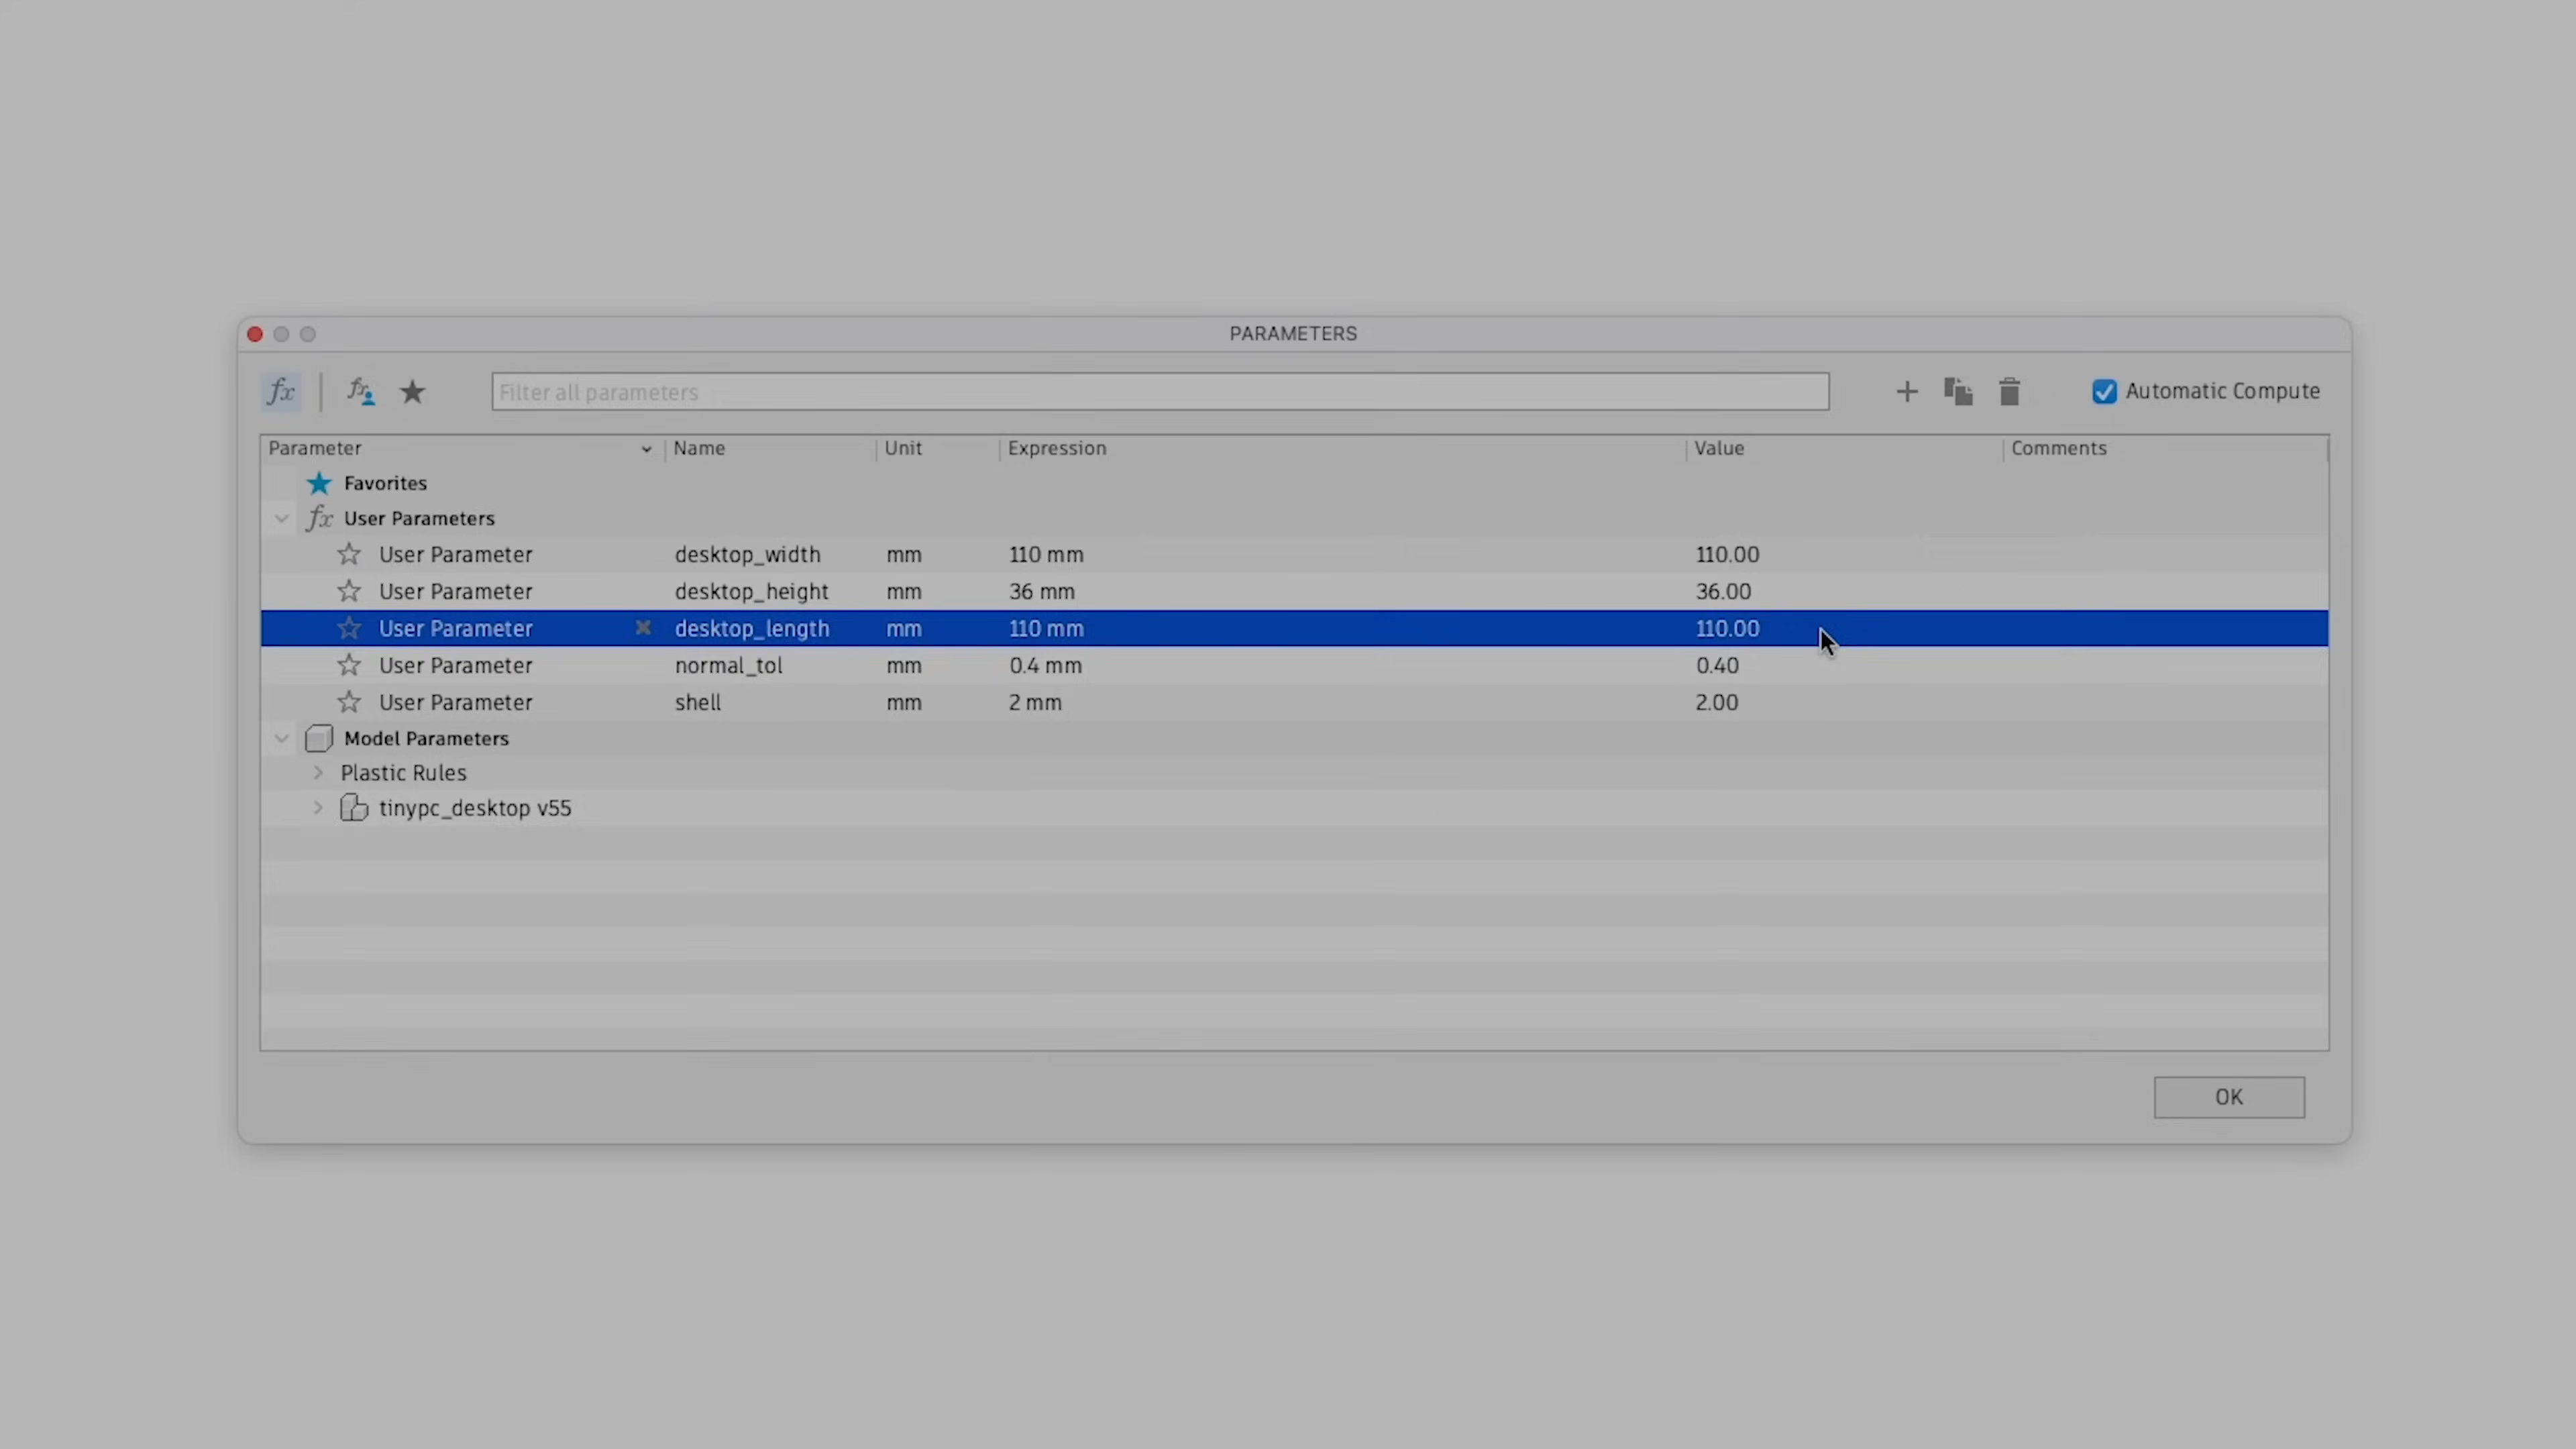 PARAMETERS
fx fx Filter all parameters Automatic Compute
Parameter Name Unit Expression Value Comments
Favorites
fx User Parameters
User Parameter desktop_width mm 110 mm 110.00
User Parameter desktop_height mm 36 mm 36.00
User Parameter desktop_length mm 110 mm 110.00
User Parameter normal_tol mm 0.4 mm 0.40
User Parameter shell mm 2 mm 2.00
Model Parameters
Plastic Rules
tinypc_desktop v55
OK